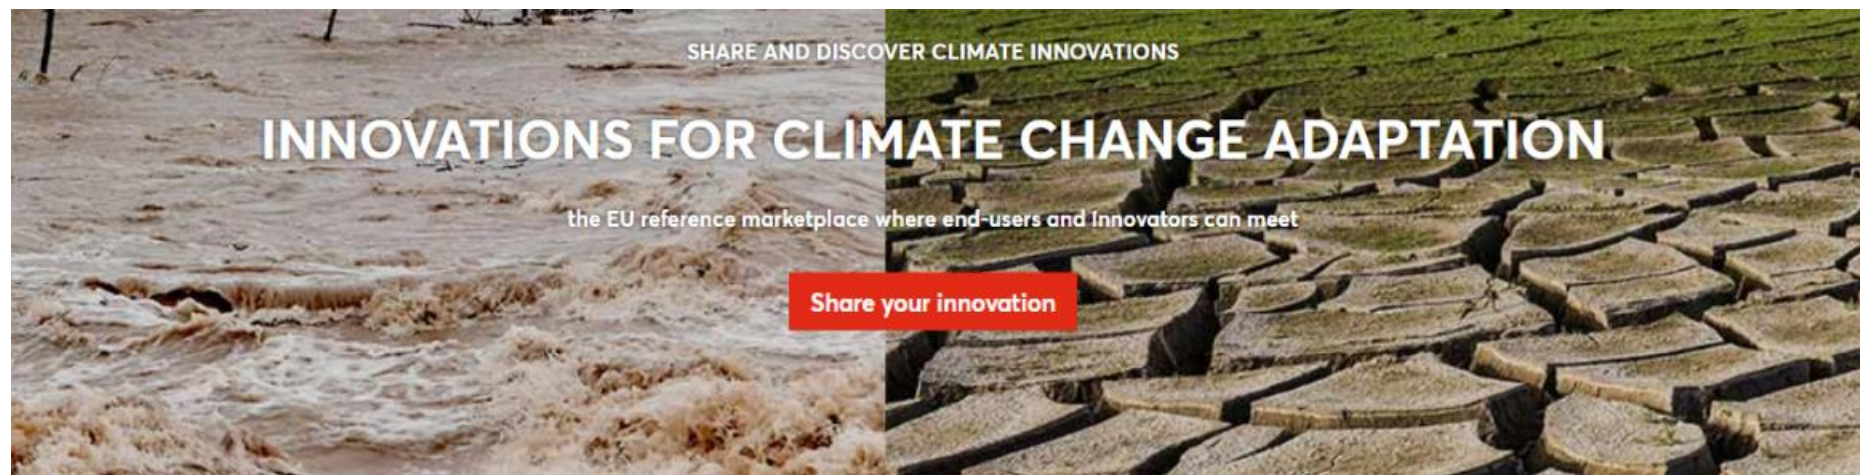 SHARE AND DISCOVER CLIMATE INNOVATIONS
INNOVATIONS FOR CLIMATE CHANGE ADAPTATION
the EU reference marketplace where end-users and Innovators can meet
Share your innovation